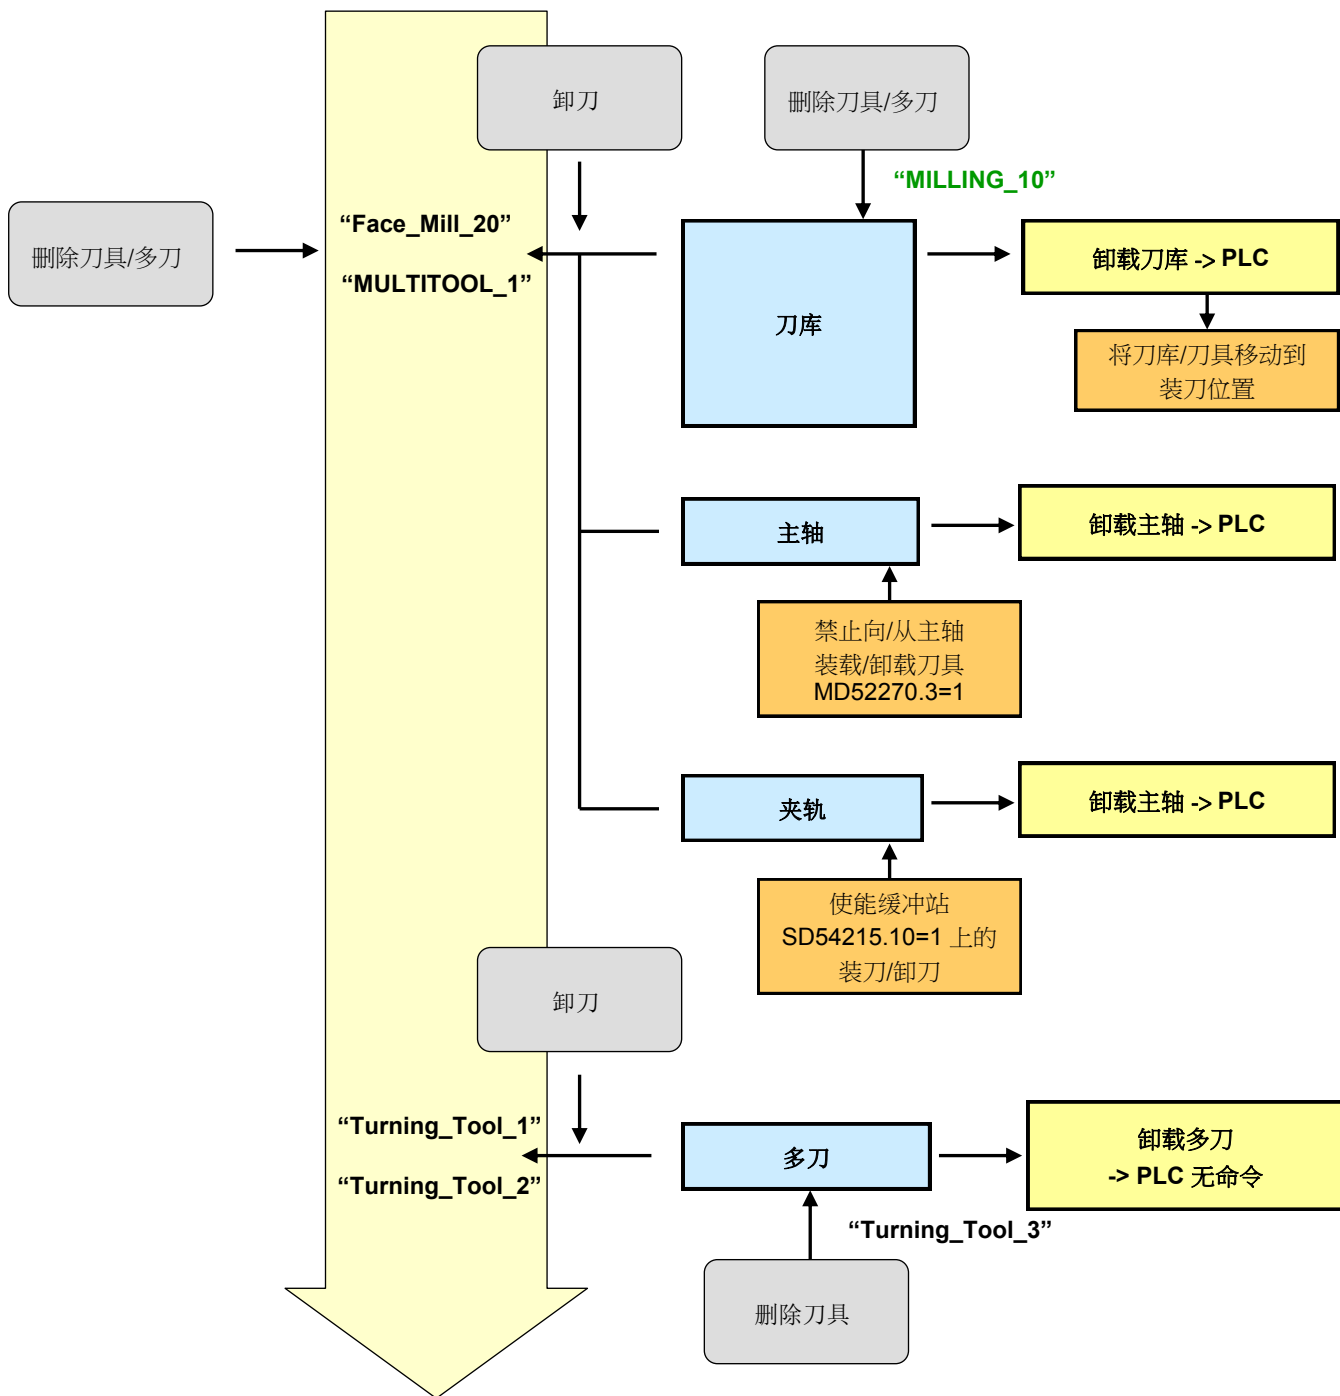 卸刀
删除刀具/多刀
“MILLING_10”
“Face_Mill_20”
删除刀具/多刀
“MULTITOOL_1”
刀库
卸载刀库 -> PLC
将刀库/刀具移动到
装刀位置
主轴
卸载主轴 -> PLC
禁止向/从主轴
装载/卸载刀具
MD52270.3=1
夹轨
卸载主轴 -> PLC
使能缓冲站
SD54215.10=1 上的
装刀/卸刀
卸刀
“Turning_Tool_1”
“Turning_Tool_2”
多刀
卸载多刀
-> PLC 无命令
“Turning_Tool_3”
删除刀具